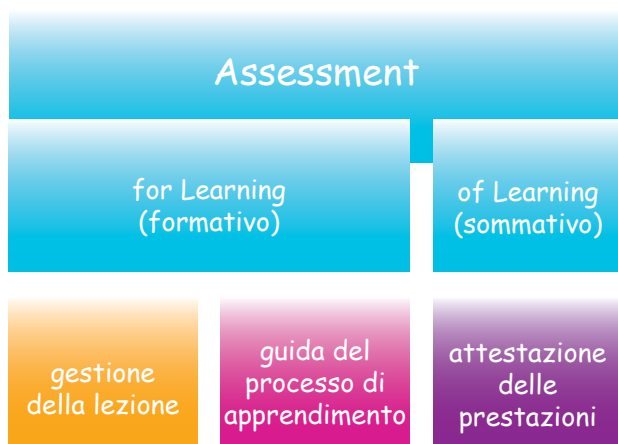 Assessment
for Learning
(formativo)
of Learning
(sommativo)
gestione
della lezione
guida del
processo di
apprendimento
attestazione
delle
prestazioni